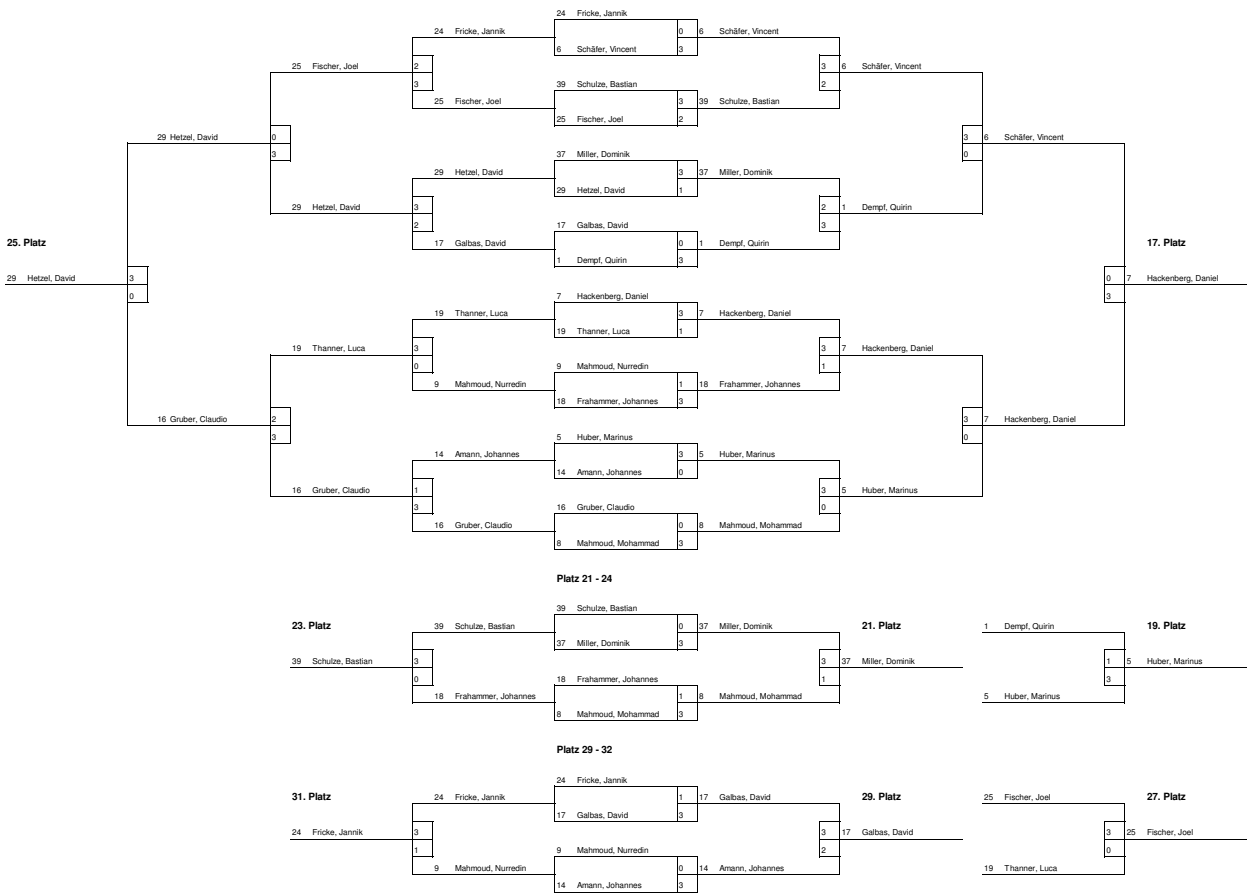 24 Fricke, Jannik
24 Fricke, Jannik 0 6 Schäfer, Vincent
6 Schäfer, Vincent 3
25 Fischer, Joel 2 3 6 Schäfer, Vincent
3 39 Schulze, Bastian 2
25 Fischer, Joel 3 39 Schulze, Bastian
25 Fischer, Joel 2
29 Hetzel, David 0 3 6 Schäfer, Vincent
3 37 Miller, Dominik 0
29 Hetzel, David 3 37 Miller, Dominik
29 Hetzel, David 1
29 Hetzel, David 3 2 1 Dempf, Quirin
2 17 Galbas, David 3
25. Platz 17 Galbas, David 0 1 Dempf, Quirin 17. Platz
1 Dempf, Quirin 3
29 Hetzel, David 3 0 7 Hackenberg, Daniel
0 7 Hackenberg, Daniel 3
19 Thanner, Luca 3 7 Hackenberg, Daniel
19 Thanner, Luca 1
19 Thanner, Luca 3 3 7 Hackenberg, Daniel
0 9 Mahmoud, Nurredin 1
9 Mahmoud, Nurredin 1 18 Frahammer, Johannes
18 Frahammer, Johannes 3
16 Gruber, Claudio 2 3 7 Hackenberg, Daniel
3 5 Huber, Marinus 0
14 Amann, Johannes 3 5 Huber, Marinus
14 Amann, Johannes 0
16 Gruber, Claudio 1 3 5 Huber, Marinus
3 16 Gruber, Claudio 0
16 Gruber, Claudio 0 8 Mahmoud, Mohammad
8 Mahmoud, Mohammad 3
Platz 21 - 24
39 Schulze, Bastian
23. Platz 39 Schulze, Bastian 0 37 Miller, Dominik 21. Platz 1 Dempf, Quirin 19. Platz
37 Miller, Dominik 3
39 Schulze, Bastian 3 3 37 Miller, Dominik 1 5 Huber, Marinus
0 18 Frahammer, Johannes 1 3
18 Frahammer, Johannes 1 8 Mahmoud, Mohammad 5 Huber, Marinus
8 Mahmoud, Mohammad 3
Platz 29 - 32
24 Fricke, Jannik
31. Platz 24 Fricke, Jannik 1 17 Galbas, David 29. Platz 25 Fischer, Joel 27. Platz
17 Galbas, David 3
24 Fricke, Jannik 3 3 17 Galbas, David 3 25 Fischer, Joel
1 9 Mahmoud, Nurredin 2 0
9 Mahmoud, Nurredin 0 14 Amann, Johannes 19 Thanner, Luca
14 Amann, Johannes 3